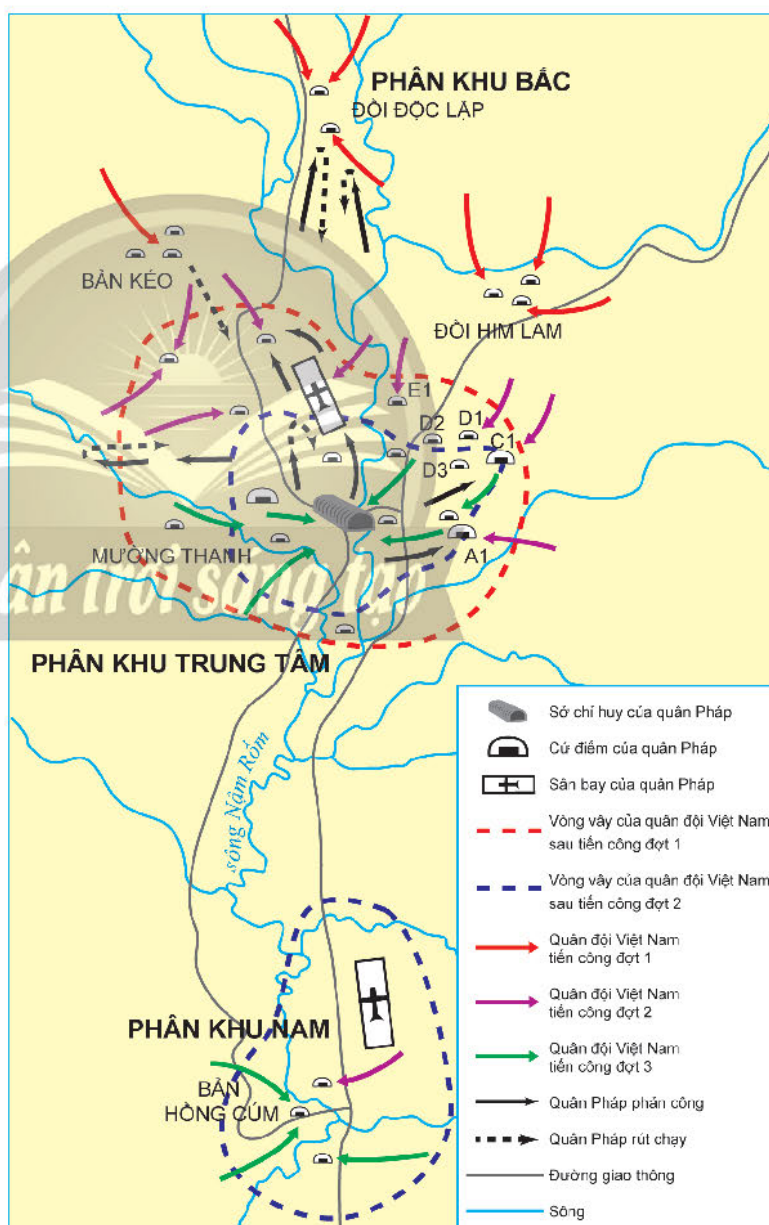 PHÂN KHU BẮC
ĐỒI ĐỘC LẬP
BẢN KÉO
ĐỒI HIM LAM
E1
D2
D1
C1
D3
A1
MƯỜNG THANH
ân trời sáng tạo
PHÂN KHU TRUNG TÂM
sông Nậm Rốm
PHÂN KHU NAM
BẢN
HỒNG CÚM
Sở chỉ huy của quân Pháp
Cứ điểm của quân Pháp
Sân bay của quân Pháp
Vòng vây của quân đội Việt Nam
sau tiến công đợt 1
Vòng vây của quân đội Việt Nam
sau tiến công đợt 2
Quân đội Việt Nam
tiến công đợt 1
Quân đội Việt Nam
tiến công đợt 2
Quân đội Việt Nam
tiến công đợt 3
Quân Pháp phản công
Quân Pháp rút chạy
Đường giao thông
Sông